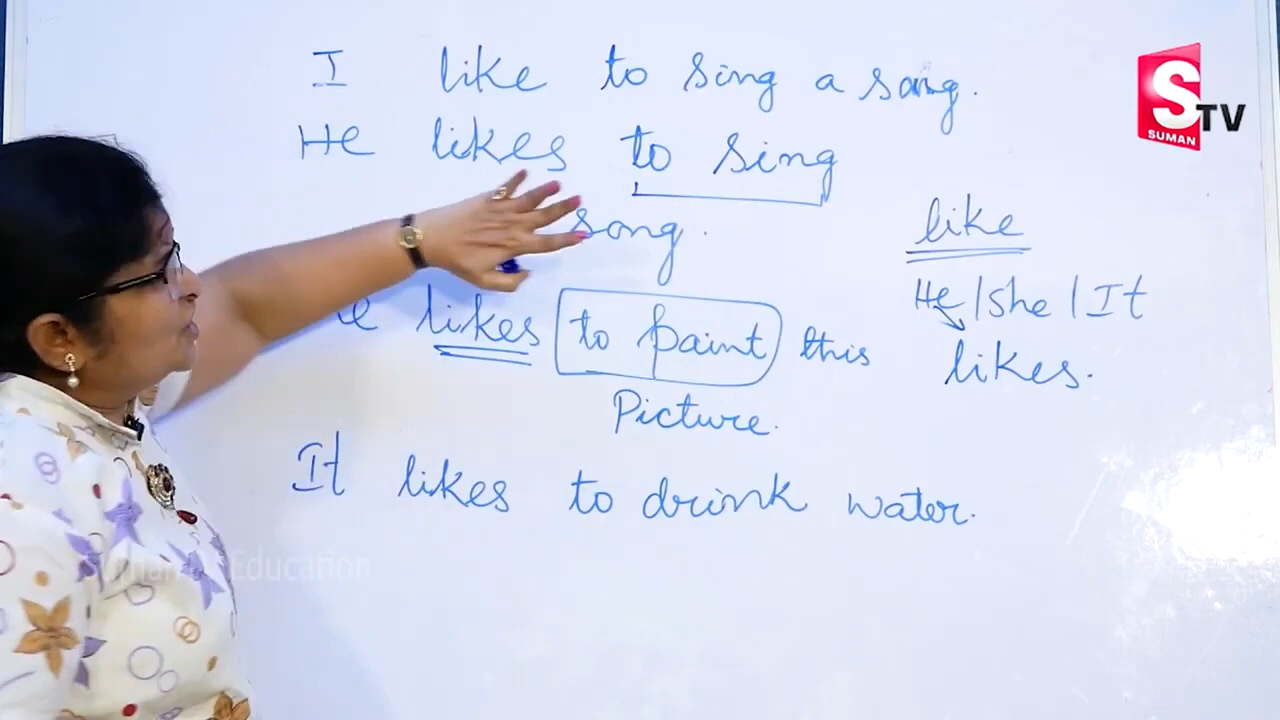 I like to sing a song.
He likes to sing
song.
likes to paint this
Picture.
It likes to drink water.
like
He/She/It
likes.
S TV
SUMAN
Education